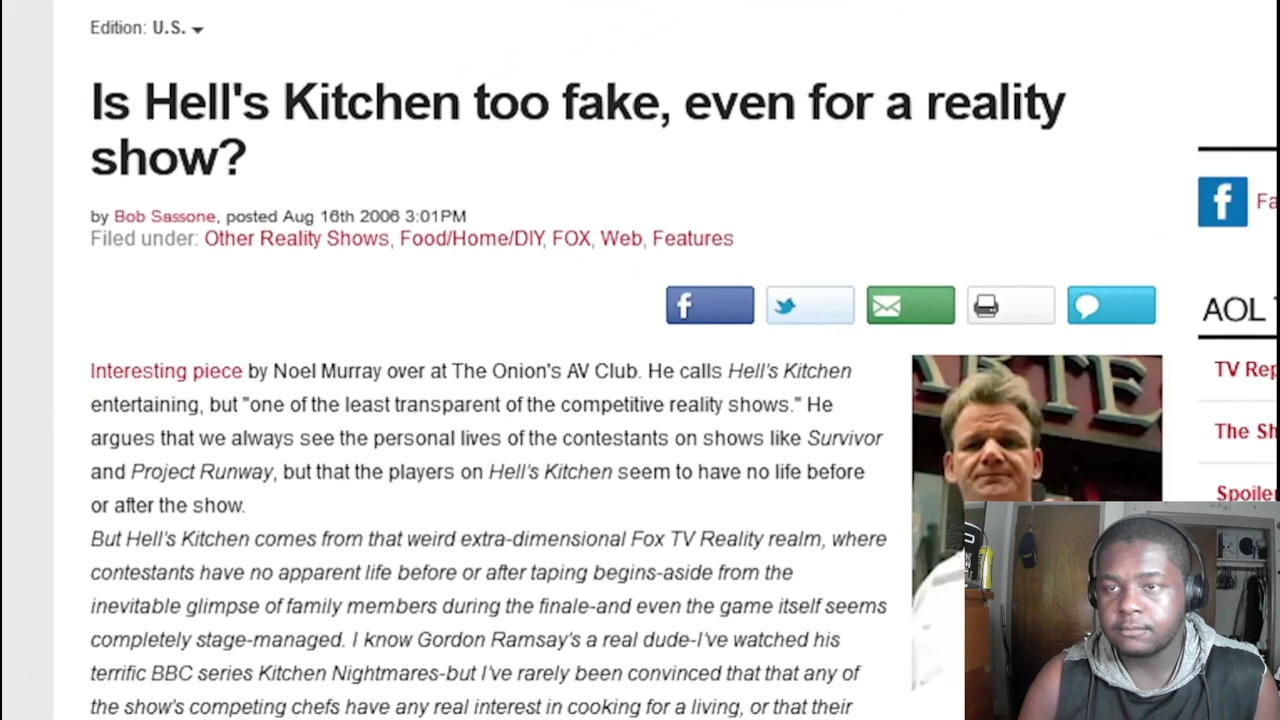 Edition: U.S.
Is Hell's Kitchen too fake, even for a reality
show?
by Bob Sassone, posted Aug 16th 2006 3:01PM
Filed under: Other Reality Shows, Food/Home/DIY, FOX, Web, Features
Fa
AOL
TV Rep
The Sh
Spoile
Interesting piece by Noel Murray over at The Onion's AV Club. He calls Hell's Kitchen
entertaining, but "one of the least transparent of the competitive reality shows." He
argues that we always see the personal lives of the contestants on shows like Survivor
and Project Runway, but that the players on Hell's Kitchen seem to have no life before
or after the show.
But Hell's Kitchen comes from that weird extra-dimensional Fox TV Reality realm, where
contestants have no apparent life before or after taping begins-aside from the
inevitable glimpse of family members during the finale-and even the game itself seems
completely stage-managed. I know Gordon Ramsay's a real dude-I've watched his
terrific BBC series Kitchen Nightmares-but I've rarely been convinced that that any of
the show's competing chefs have any real interest in cooking for a living, or that their